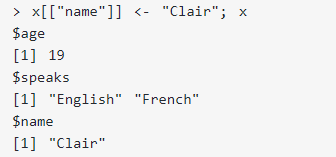 > x[["name"]] <- "Clair"; x
$age
[1] 19
$speaks
[1] "English" "French"
$name
[1] "Clair"